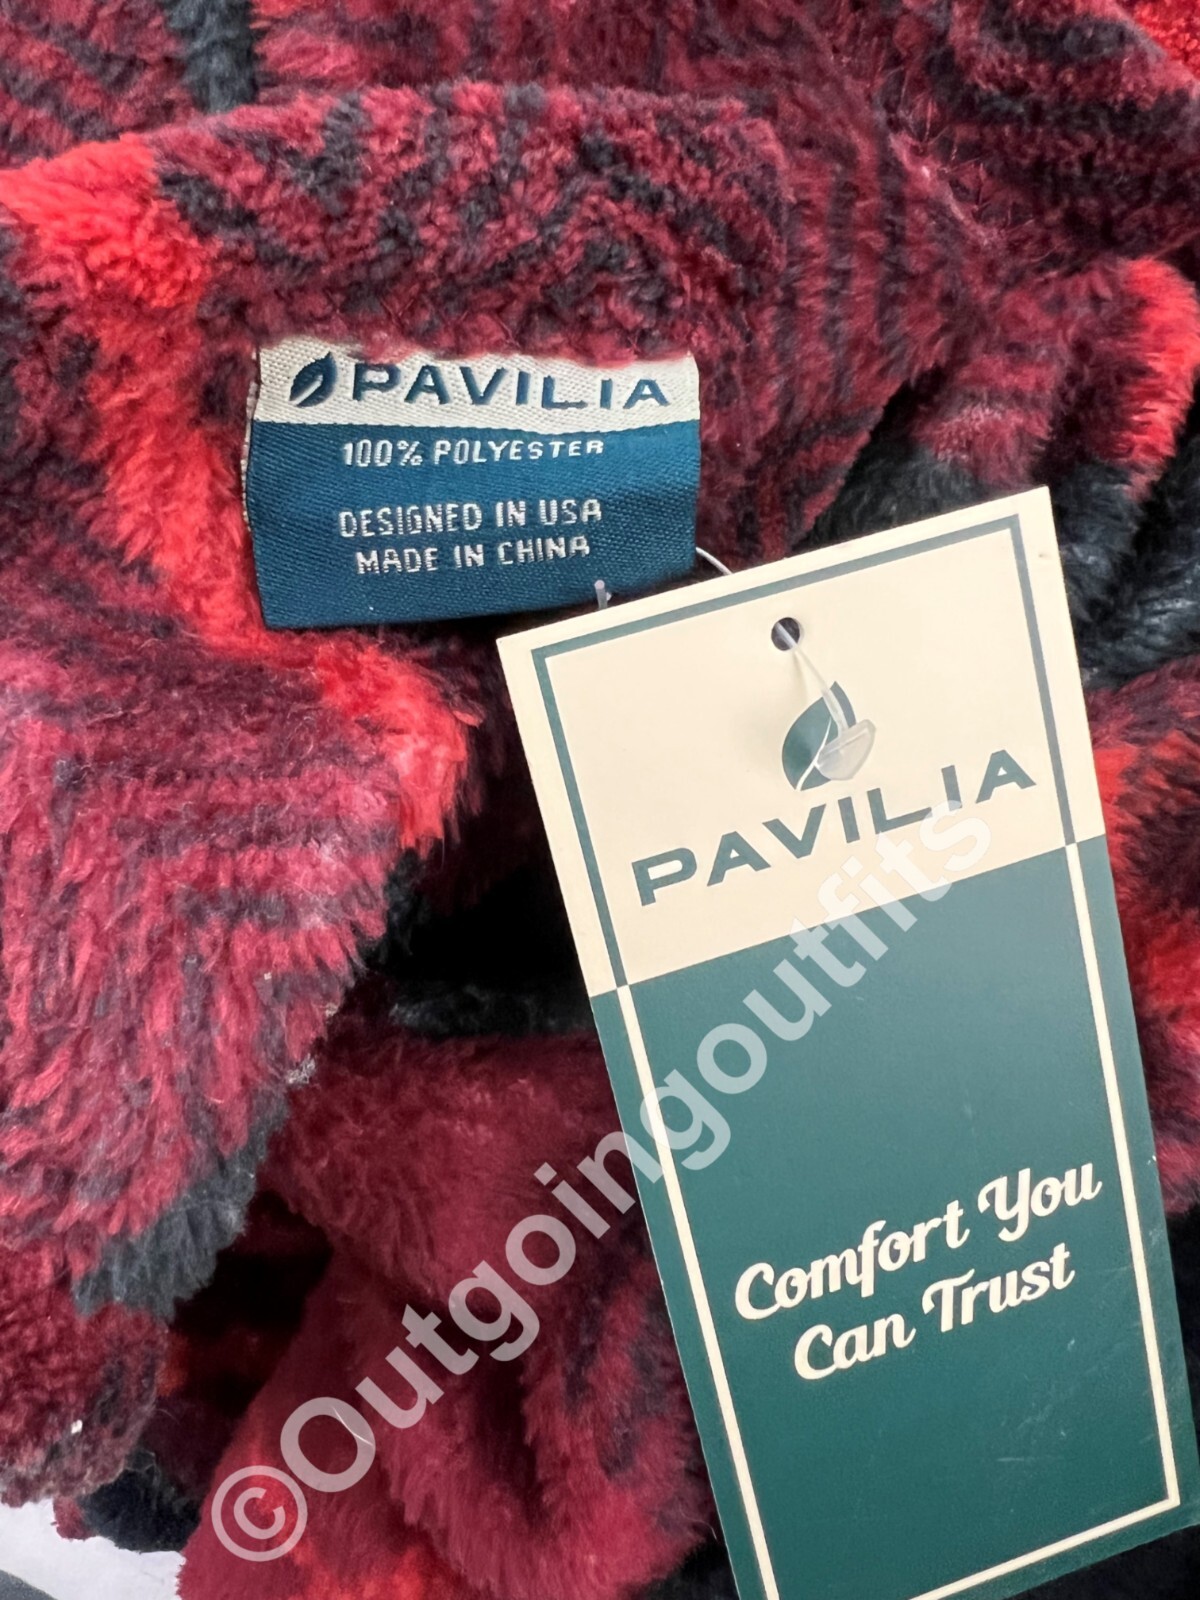 PAVILIA
100% POLYESTER
DESIGNED IN USA
MADE IN CHINA
PAVILIA
Comfort You
Can Trust
©Outgoingoutfits